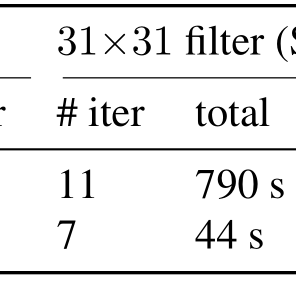 31×31 filter (
# iter total
11 790 s
7 44 s